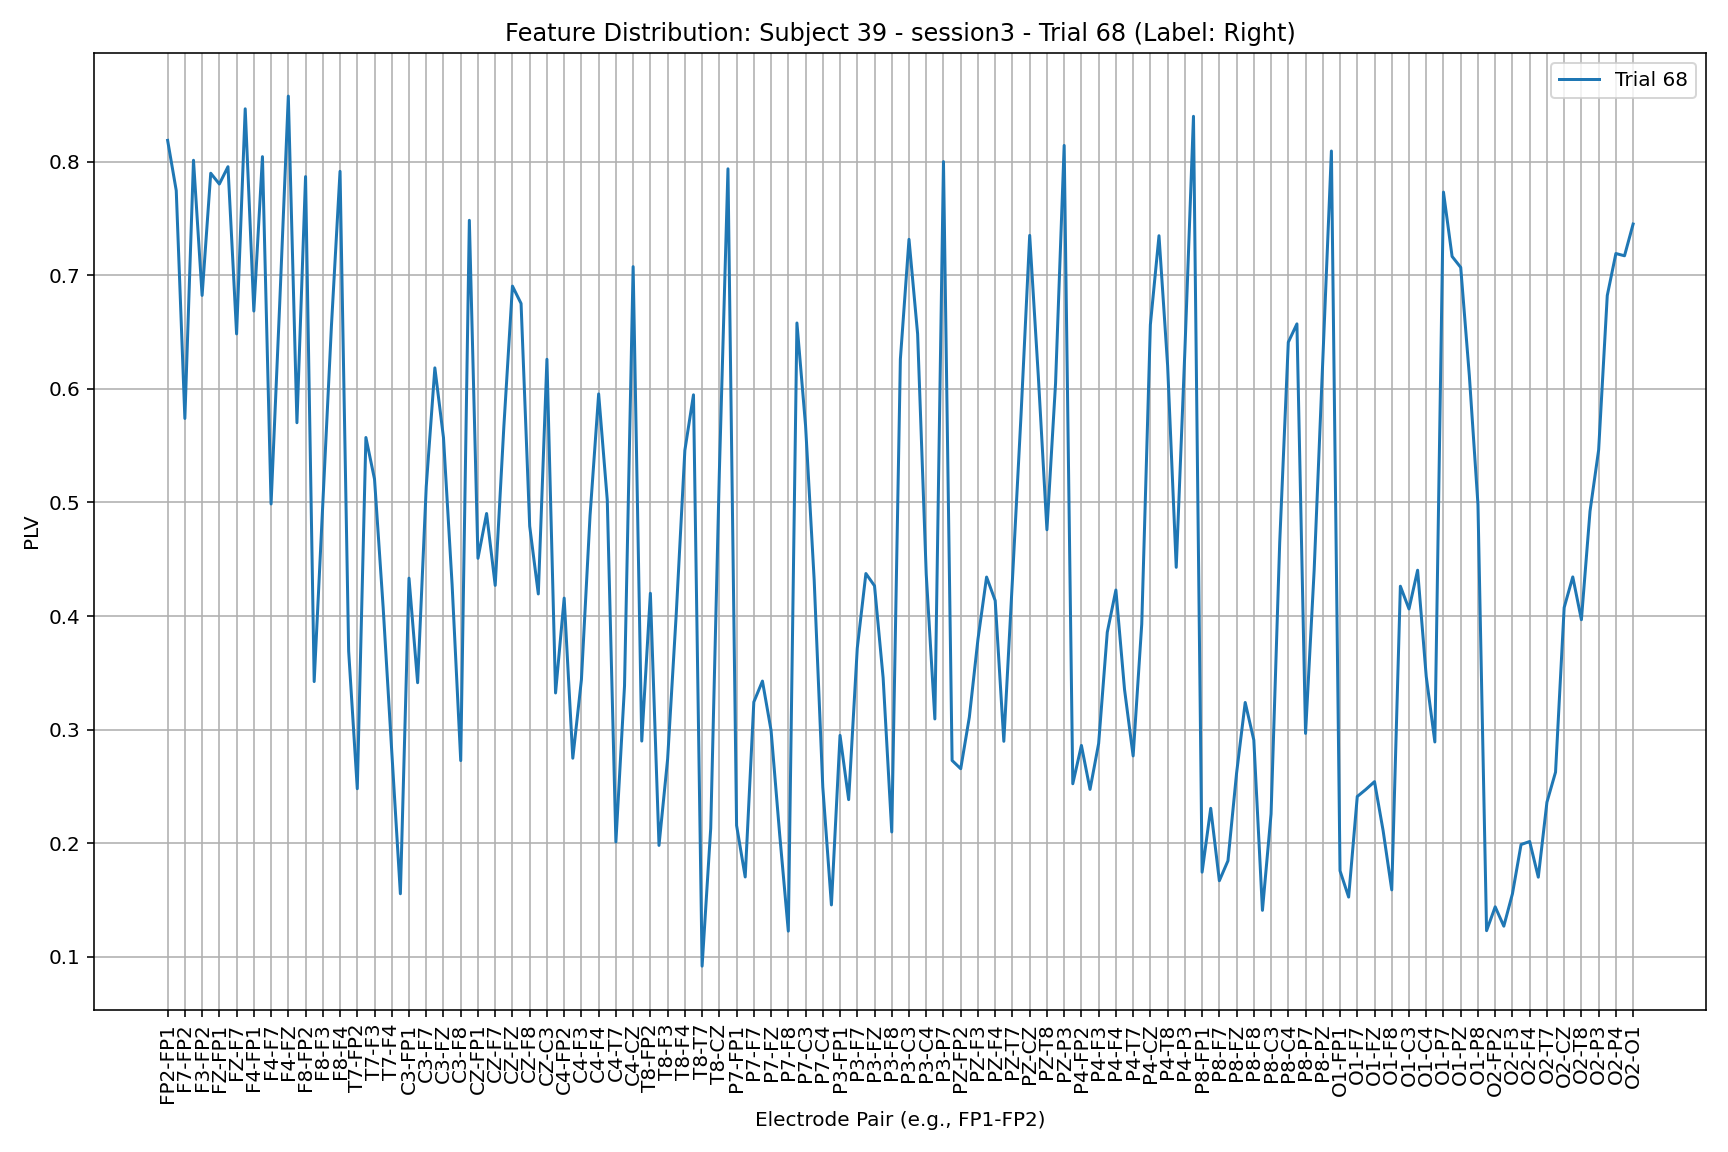 Feature Distribution: Subject 39 - session3 - Trial 68 (Label: Right)
Trial 68
0.8
0.7
0.6
0.5
0.4
0.3
0.2
0.1
PLV
FP2-FP1
F7-FP2
F3-FP2
FZ-FP1
FZ-F7
F4-FP1
F4-F7
F4-FZ
F8-FP2
F8-F3
F8-F4
T7-FP2
T7-F3
T7-F4
C3-FP1
C3-F7
C3-FZ
C3-F8
CZ-FP1
CZ-F7
CZ-FZ
CZ-F8
CZ-C3
C4-FP2
C4-F3
C4-F4
C4-T7
C4-CZ
T8-FP2
T8-F3
T8-F4
T8-T7
T8-CZ
P7-FP1
P7-F7
P7-FZ
P7-F8
P7-C3
P7-C4
P3-FP1
P3-F7
P3-FZ
P3-F8
P3-C3
P3-C4
P3-P7
PZ-FP2
PZ-F3
PZ-F4
PZ-T7
PZ-CZ
PZ-T8
PZ-P3
P4-FP2
P4-F3
P4-F4
P4-T7
P4-CZ
P4-T8
P4-P3
P8-FP1
P8-F7
P8-FZ
P8-F8
P8-C3
P8-C4
P8-P7
P8-PZ
O1-FP1
O1-F7
O1-FZ
O1-F8
O1-C3
O1-C4
O1-P7
O1-PZ
O1-P8
O2-FP2
O2-F3
O2-F4
O2-T7
O2-CZ
O2-T8
O2-P3
O2-P4
O2-O1
Electrode Pair (e.g., FP1-FP2)